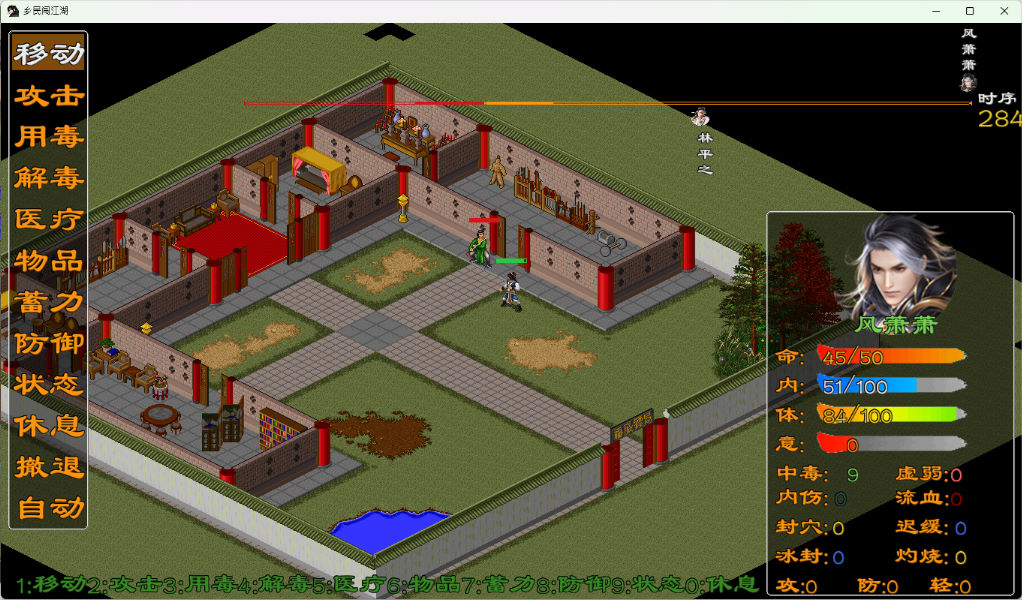 乡民闯江湖
移动
攻击
用毒
解毒
医疗
物品
蓄力
防御
状态
休息
撤退
自动
风萧萧
时序
284
林平之
风萧萧
命: 45/50
内: 51/100
体: 84/100
意: 0
中毒: 9 虚弱:0
内伤: 0 流血:0
封穴:0 迟缓:0
冰封:0 灼烧:0
攻:0 防:0 轻:0
1:移动2:攻击3:用毒4:解毒5:医疗6:物品7:蓄力8:防御9:状态0:休息